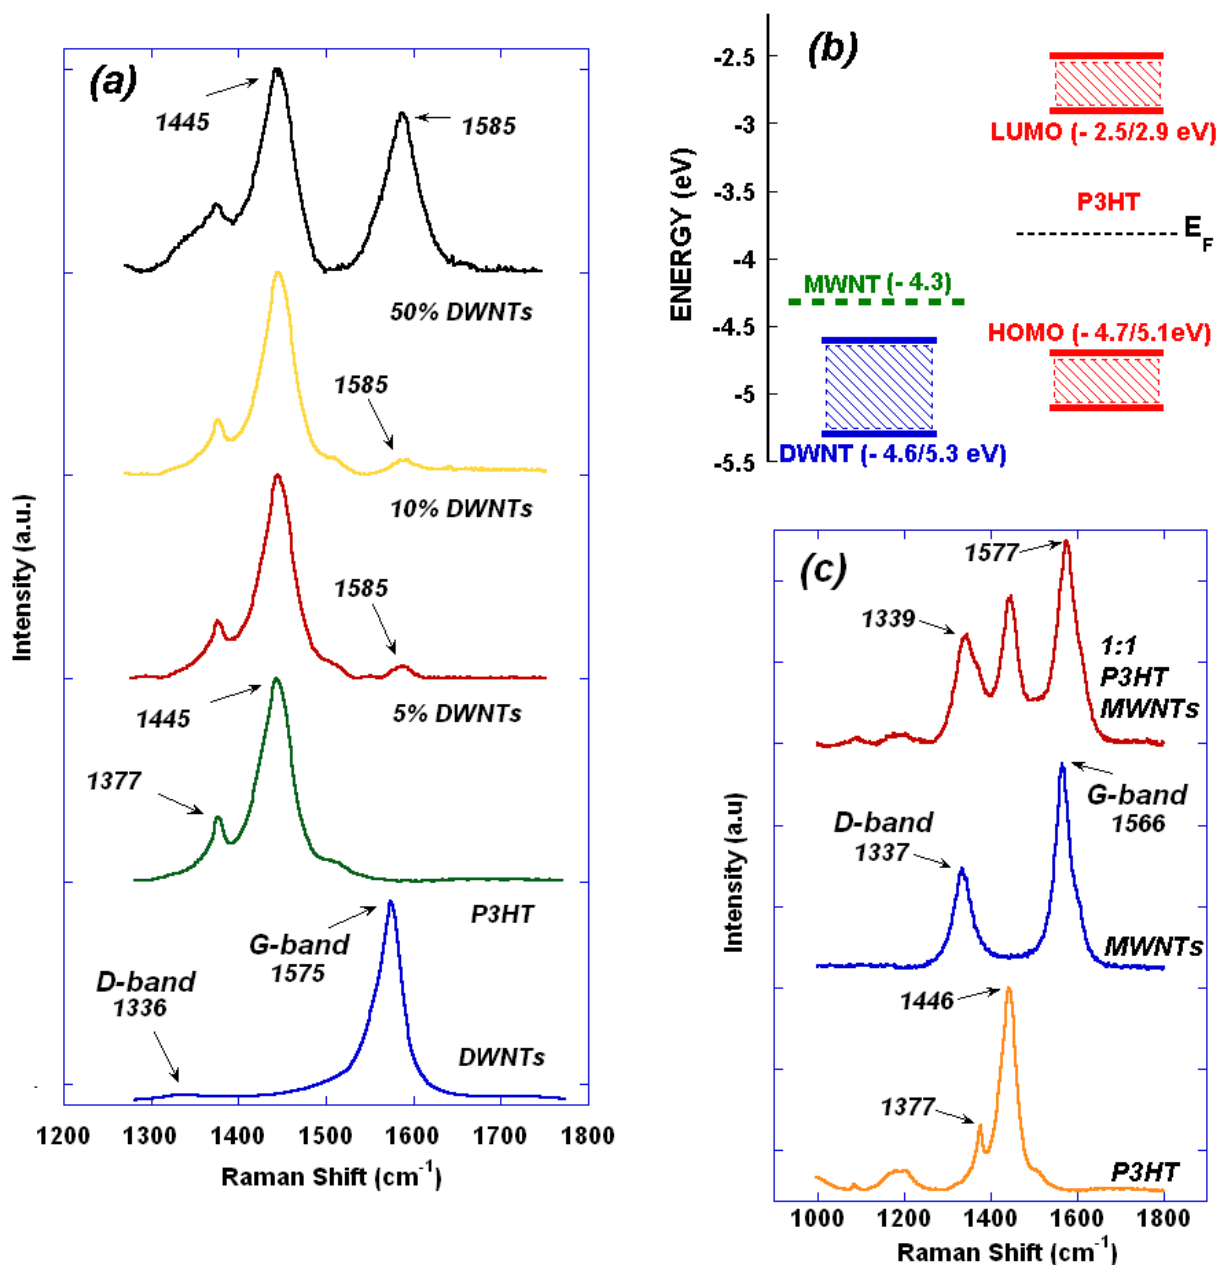 (a)
1445
1585
50% DWNTs
1585
10% DWNTs
1585
5% DWNTs
1445
1377
P3HT
G-band
1575
D-band
1336
DWNTs
Intensity (a.u.)
1200 1300 1400 1500 1600 1700 1800
Raman Shift (cm-1)
(b)
ENERGY (eV)
-2.5
-3
-3.5
-4
-4.5
-5
-5.5
LUMO (- 2.5/2.9 eV)
P3HT
EF
MWNT (- 4.3)
HOMO (- 4.7/5.1eV)
DWNT (- 4.6/5.3 eV)
(c)
1577
1339
1:1
P3HT
MWNTs
G-band
1566
D-band
1337
MWNTs
1446
1377
P3HT
Intensity (a.u)
1000 1200 1400 1600 1800
Raman Shift (cm-1)